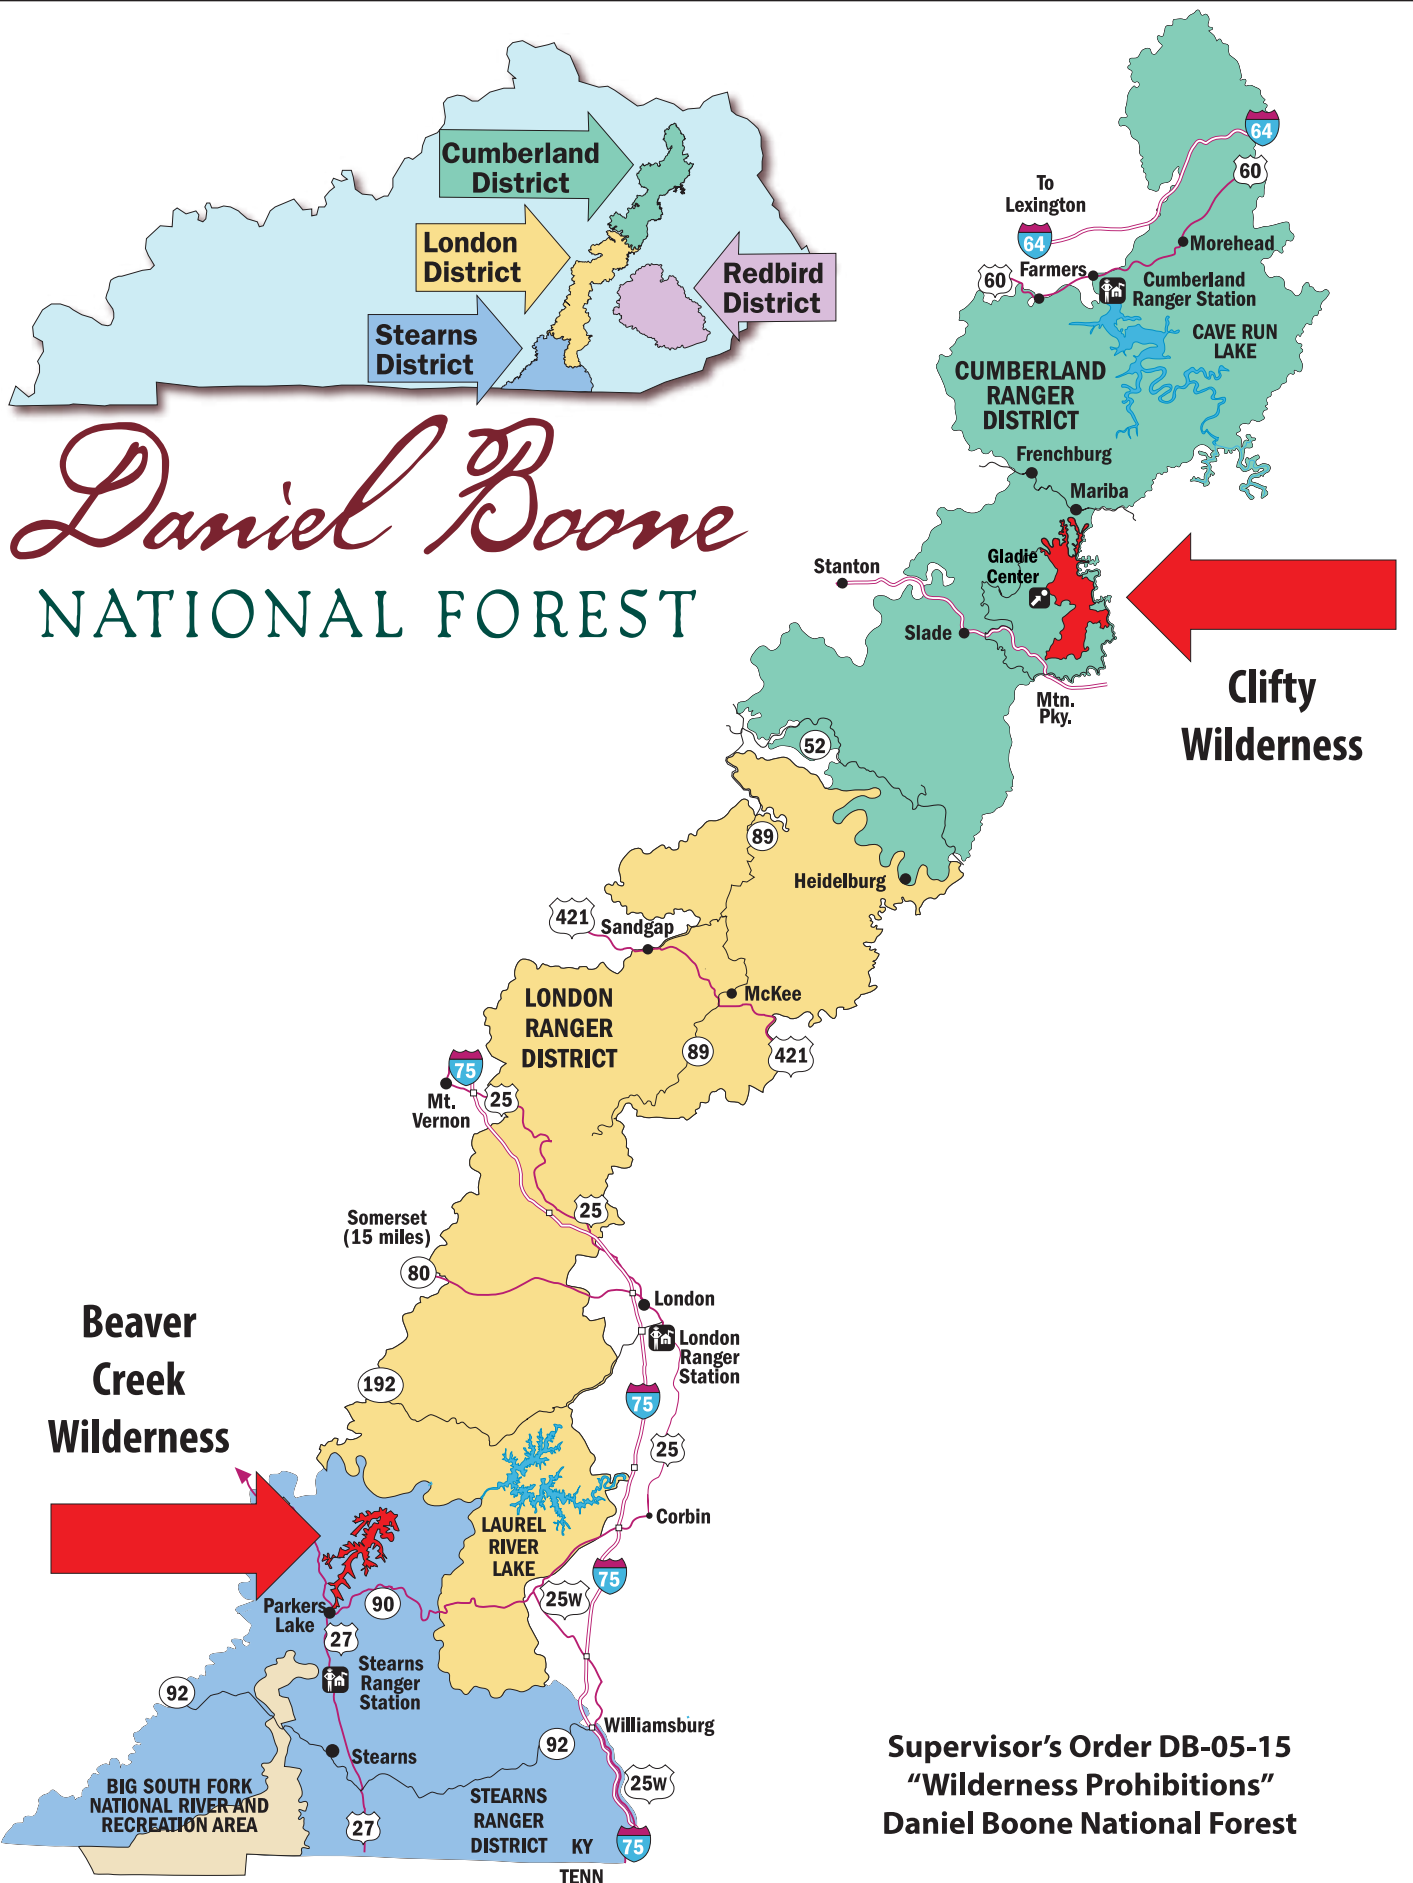 Cumberland
District
London
District
Redbird
District
Stearns
District
Daniel Boone
NATIONAL FOREST
64
60
To
Lexington
64
Morehead
60
Farmers
Cumberland
Ranger Station
CAVE RUN
LAKE
CUMBERLAND
RANGER
DISTRICT
Frenchburg
Mariba
Gladie
Center
Stanton
Slade
Mtn.
Pky.
Clifty
Wilderness
52
89
Heidelburg
421
Sandgap
McKee
LONDON
RANGER
DISTRICT
89
421
75
Mt.
Vernon
25
25
Somerset
(15 miles)
80
London
London
Ranger
Station
Beaver
Creek
Wilderness
192
75
25
Corbin
LAUREL
RIVER
LAKE
75
25W
Parkers
Lake
90
27
Stearns
Ranger
Station
92
Williamsburg
Stearns
92
25W
BIG SOUTH FORK
NATIONAL RIVER AND
RECREATION AREA
STEARNS
RANGER
DISTRICT
27
KY
75
TENN
Supervisor’s Order DB-05-15
“Wilderness Prohibitions”
Daniel Boone National Forest